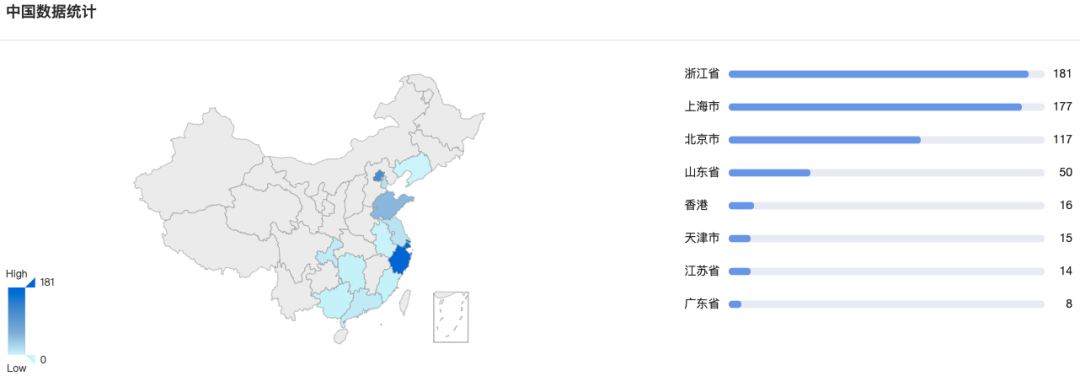 中国数据统计
High
181
0
Low
浙江省 181
上海市 177
北京市 117
山东省 50
香港 16
天津市 15
江苏省 14
广东省 8